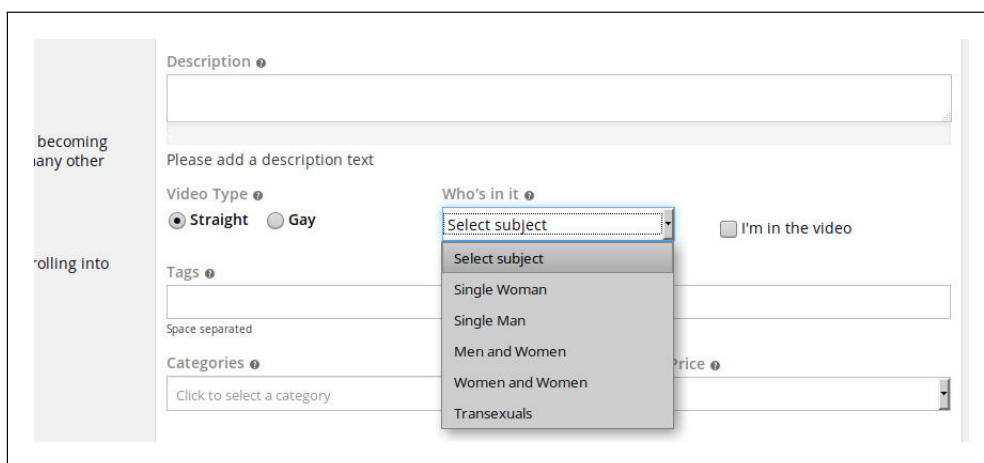 Description
becoming
any other
Please add a description text
Video Type
Who's in it
Straight Gay
Select subject
I'm in the video
Select subject
rolling into
Tags
Single Woman
Single Man
Space separated
Men and Women
Categories
Price
Women and Women
Click to select a category
Transexuals